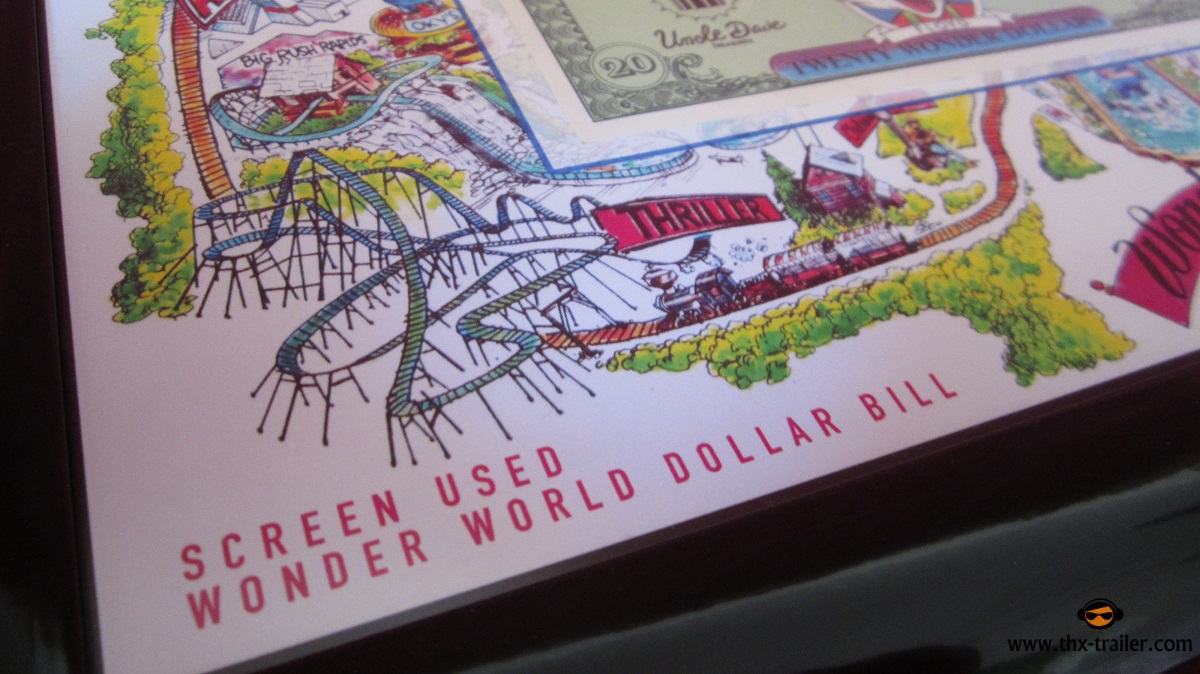 BIG RUSH RAPIDS
Uncle Dave
20
TWENTY WONDER DOLLARS
THRILLER
SCREEN USED
WONDER WORLD DOLLAR BILL
www.thx-trailer.com